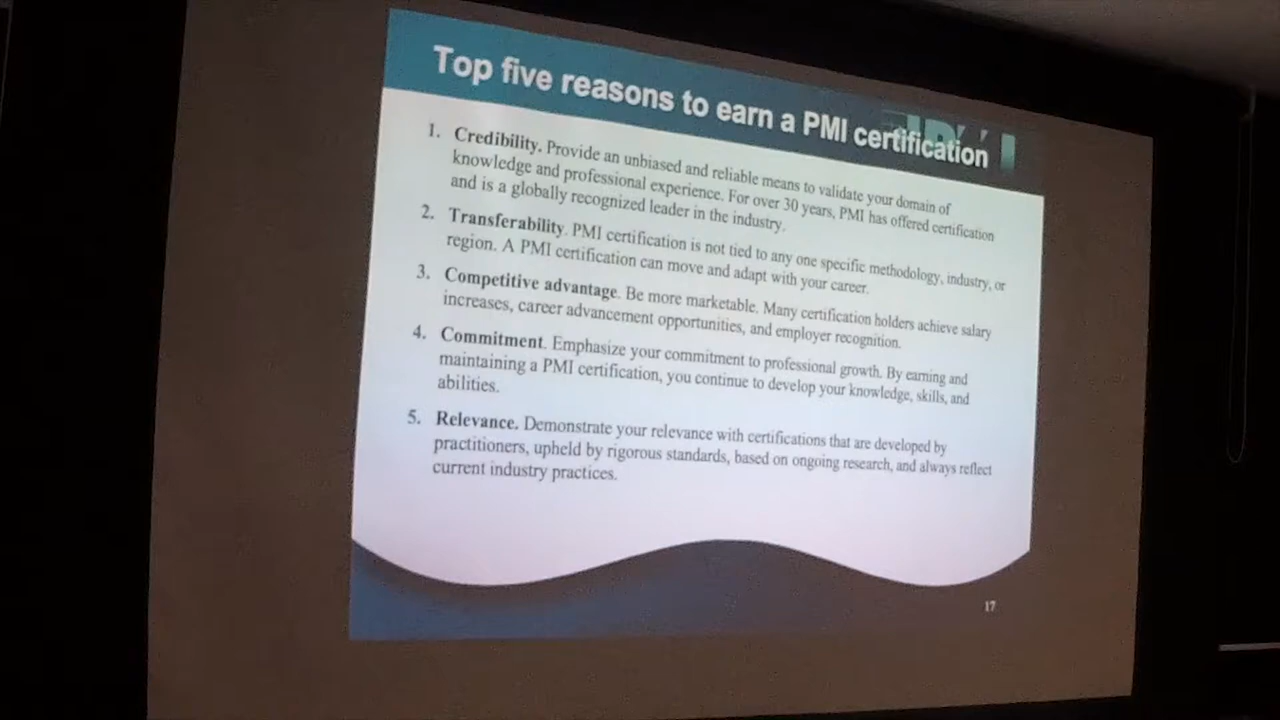 Top five reasons to earn a PMI certification
1. Credibility. Provide an unbiased and reliable means to validate your domain of
knowledge and professional experience. For over 30 years, PMI has offered certification
and is a globally recognized leader in the industry.
2. Transferability. PMI certification is not tied to any one specific methodology, industry, or
region. A PMI certification can move and adapt with your career.
3. Competitive advantage. Be more marketable. Many certification holders achieve salary
increases, career advancement opportunities, and employer recognition.
4. Commitment. Emphasize your commitment to professional growth. By earning and
maintaining a PMI certification, you continue to develop your knowledge, skills, and
abilities.
5. Relevance. Demonstrate your relevance with certifications that are developed by
practitioners, upheld by rigorous standards, based on ongoing research, and always reflect
current industry practices.
17